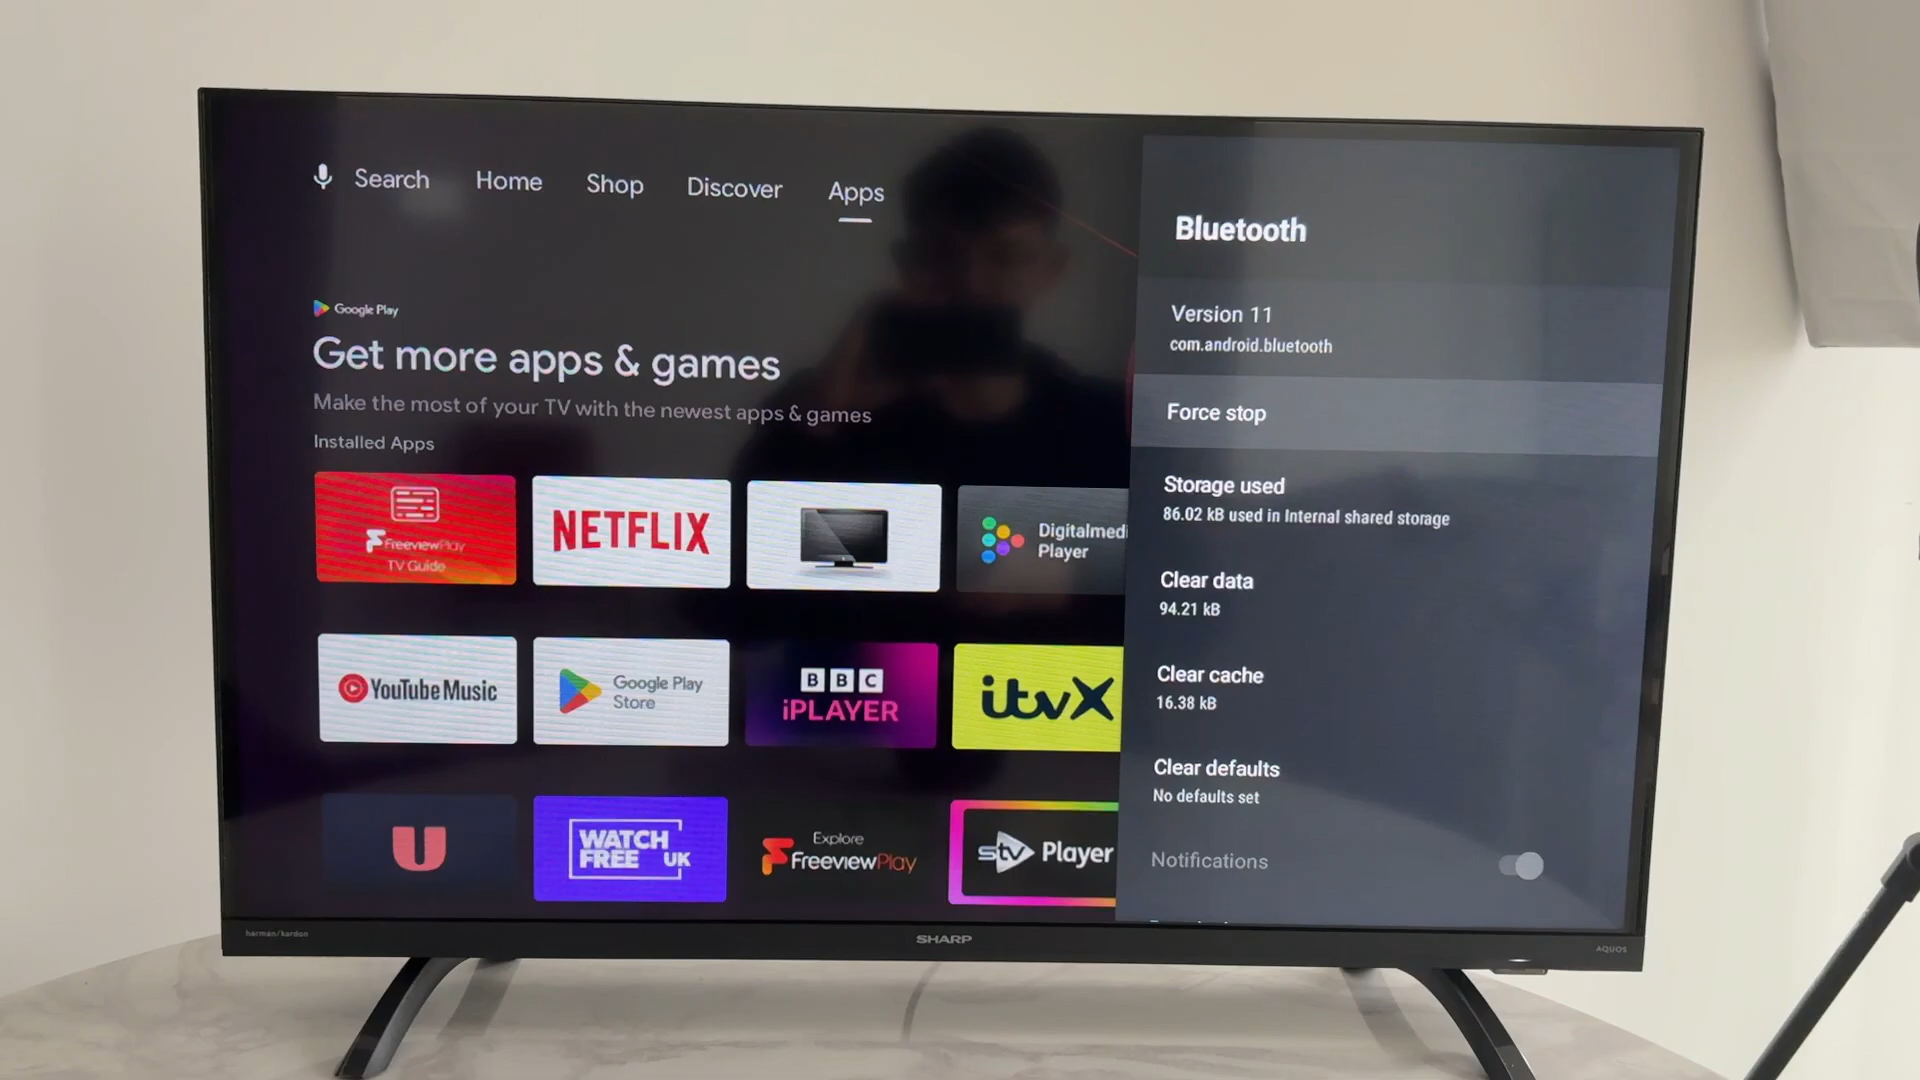 Search Home Shop Discover Apps
Google Play
Get more apps & games
Make the most of your TV with the newest apps & games
Installed Apps
FreeviewPlay
TV Guide
NETFLIX
Digitalmedi
Player
YouTube Music
Google Play
Store
BBC
iPLAYER
itvX
U
WATCH
FREE UK
Explore
FreeviewPlay
stv Player
Bluetooth
Version 11
com.android.bluetooth
Force stop
Storage used
86.02 kB used in Internal shared storage
Clear data
94.21 kB
Clear cache
16.38 kB
Clear defaults
No defaults set
Notifications
harman/kardon
SHARP
AQUOS